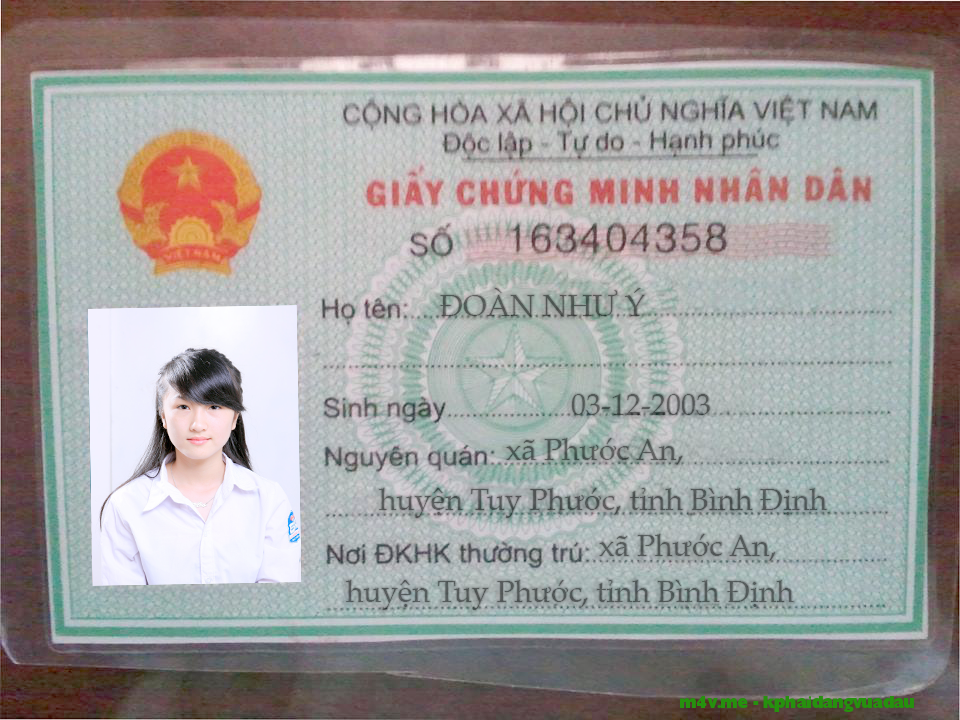 CỘNG HÒA XÃ HỘI CHỦ NGHĨA VIỆT NAM
Độc lập - Tự do - Hạnh phúc
GIẤY CHỨNG MINH NHÂN DÂN
SỐ 163404358
VIỆT NAM
Họ tên: ĐOÀN NHƯ Ý
Sinh ngày 03-12-2003
Nguyên quán: xã Phước An,
huyện Tuy Phước, tỉnh Bình Định
Nơi ĐKHK thường trú: xã Phước An,
huyện Tuy Phước, tỉnh Bình Định
m4v.me - kphaidangvuadau